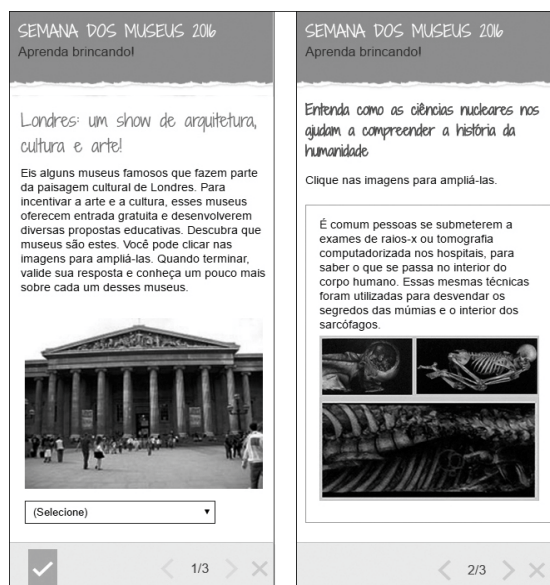 SEMANA DOS MUSEUS 2016
Aprenda brincando!
Londres: um show de arquitetura,
cultura e arte!
Eis alguns museus famosos que fazem parte
da paisagem cultural de Londres. Para
incentivar a arte e a cultura, esses museus
oferecem entrada gratuita e desenvolverem
diversas propostas educativas. Descubra que
museus são estes. Você pode clicar nas
imagens para ampliá-las. Quando terminar,
valide sua resposta e conheça um pouco mais
sobre cada um desses museus.
(Selecione)
1/3
SEMANA DOS MUSEUS 2016
Aprenda brincando!
Entenda como as ciências nucleares nos
ajudam a compreender a história da
humanidade
Clique nas imagens para ampliá-las.
É comum pessoas se submeterem a
exames de raios-x ou tomografia
computadorizada nos hospitais, para
saber o que se passa no interior do
corpo humano. Essas mesmas técnicas
foram utilizadas para desvendar os
segredos das múmias e o interior dos
sarcófagos.
2/3